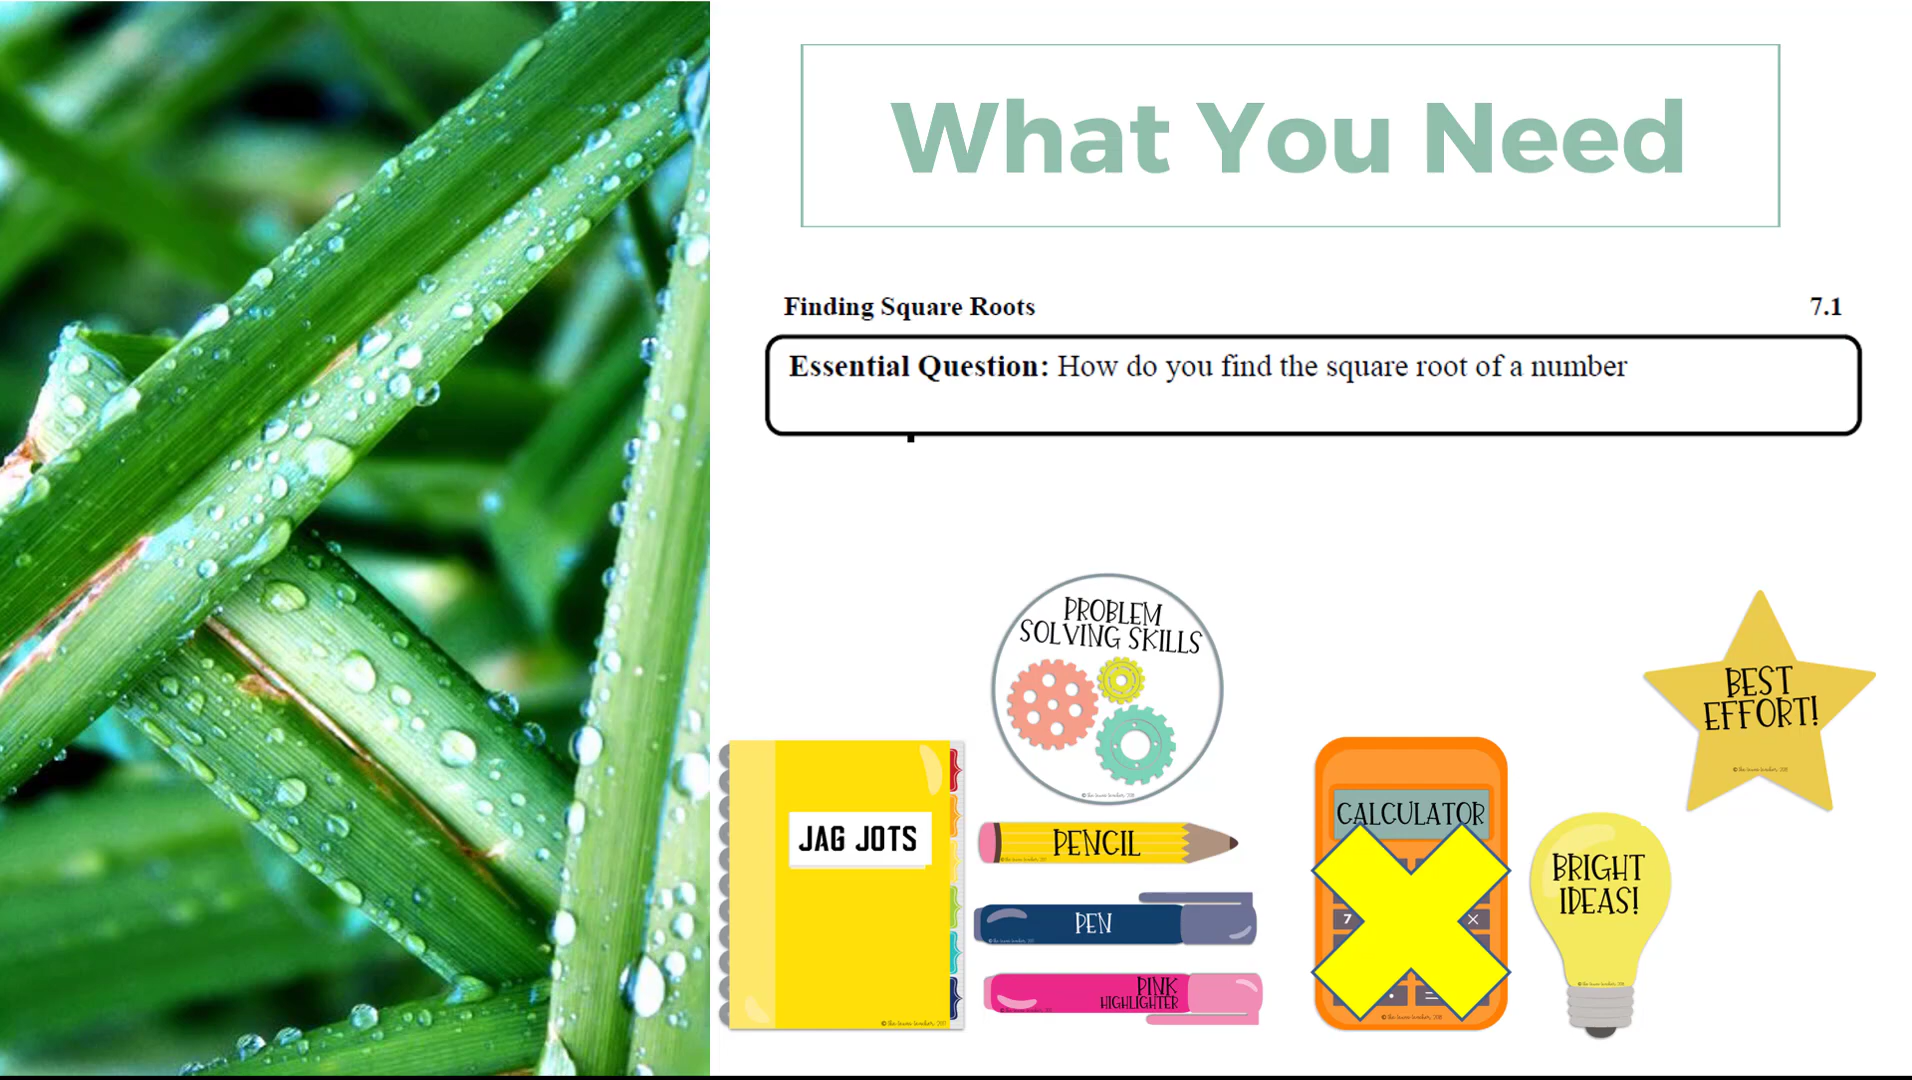 What You Need
Finding Square Roots 7.1
Essential Question: How do you find the square root of a number
PROBLEM
SOLVING SKILLS
BEST
EFFORT!
JAG JOTS
PENCIL
PEN
PINK
HIGHLIGHTER
CALCULATOR
7 ×
BRIGHT
IDEAS!